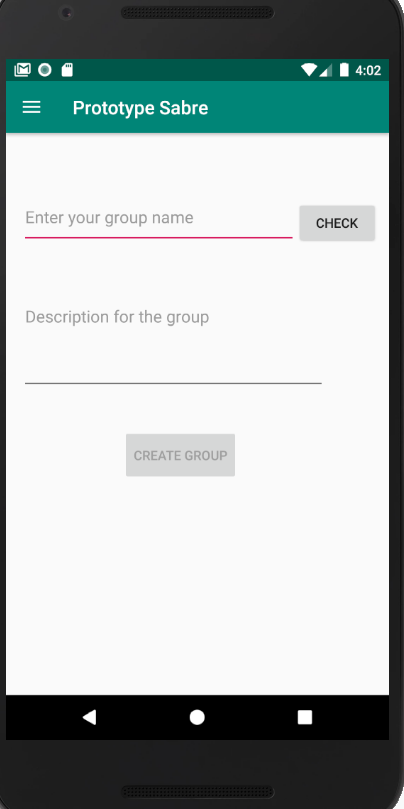 4:02
Prototype Sabre
Enter your group name
CHECK
Description for the group
CREATE GROUP